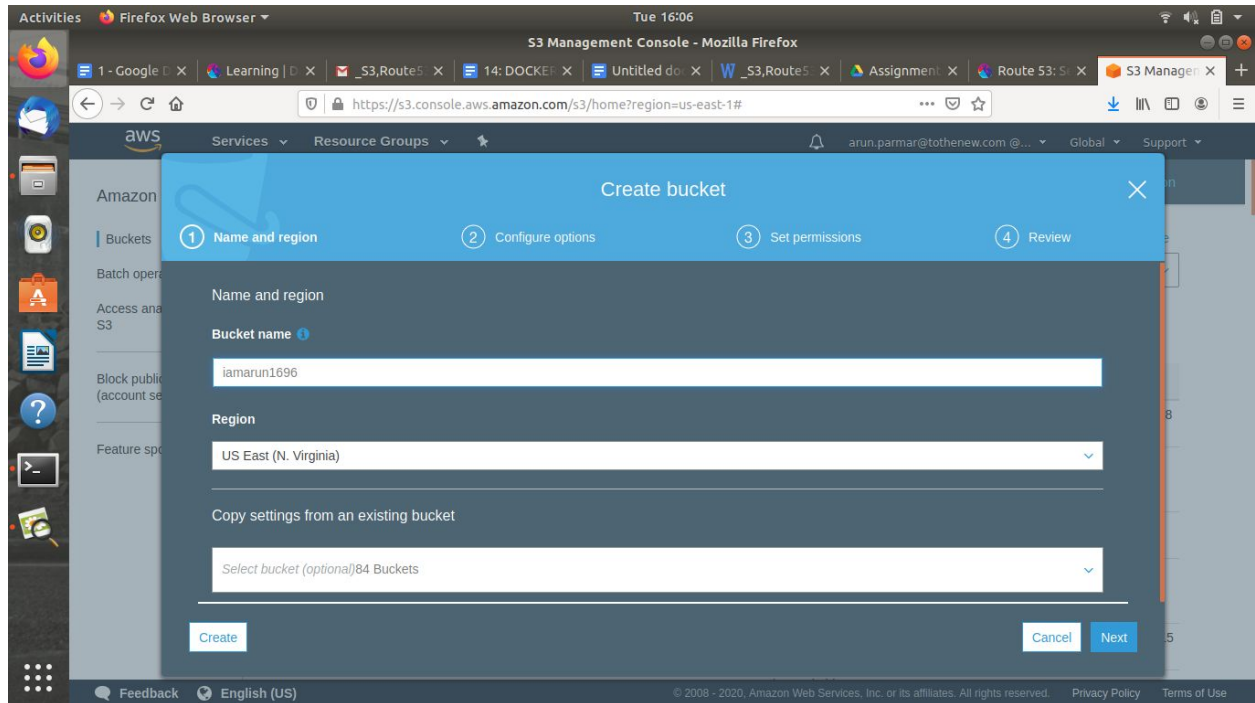 Activities Firefox Web Browser Tue 16:06
S3 Management Console - Mozilla Firefox
1 - Google D Learning | D _S3,Route5 14: DOCKER Untitled do _S3,Route5 Assignment Route 53: S S3 Managem
https://s3.console.aws.amazon.com/s3/home?region=us-east-1#
aws Services Resource Groups arun.parmar@tothenew.com @... Global Support
Amazon
Buckets
Batch opera
Access ana
S3
Block public
(account se
Feature spo
Create bucket
1 Name and region 2 Configure options 3 Set permissions 4 Review
Name and region
Bucket name
iamarun1696
Region
US East (N. Virginia)
Copy settings from an existing bucket
Select bucket (optional)84 Buckets
Create Cancel Next
Feedback English (US) © 2008 - 2020, Amazon Web Services, Inc. or its affiliates. All rights reserved. Privacy Policy Terms of Use